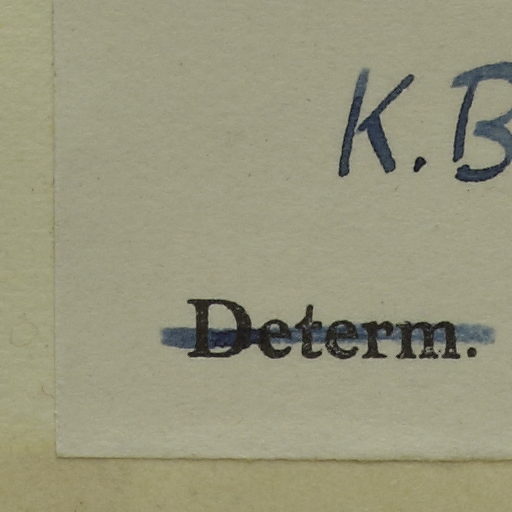 K. B
Determ.